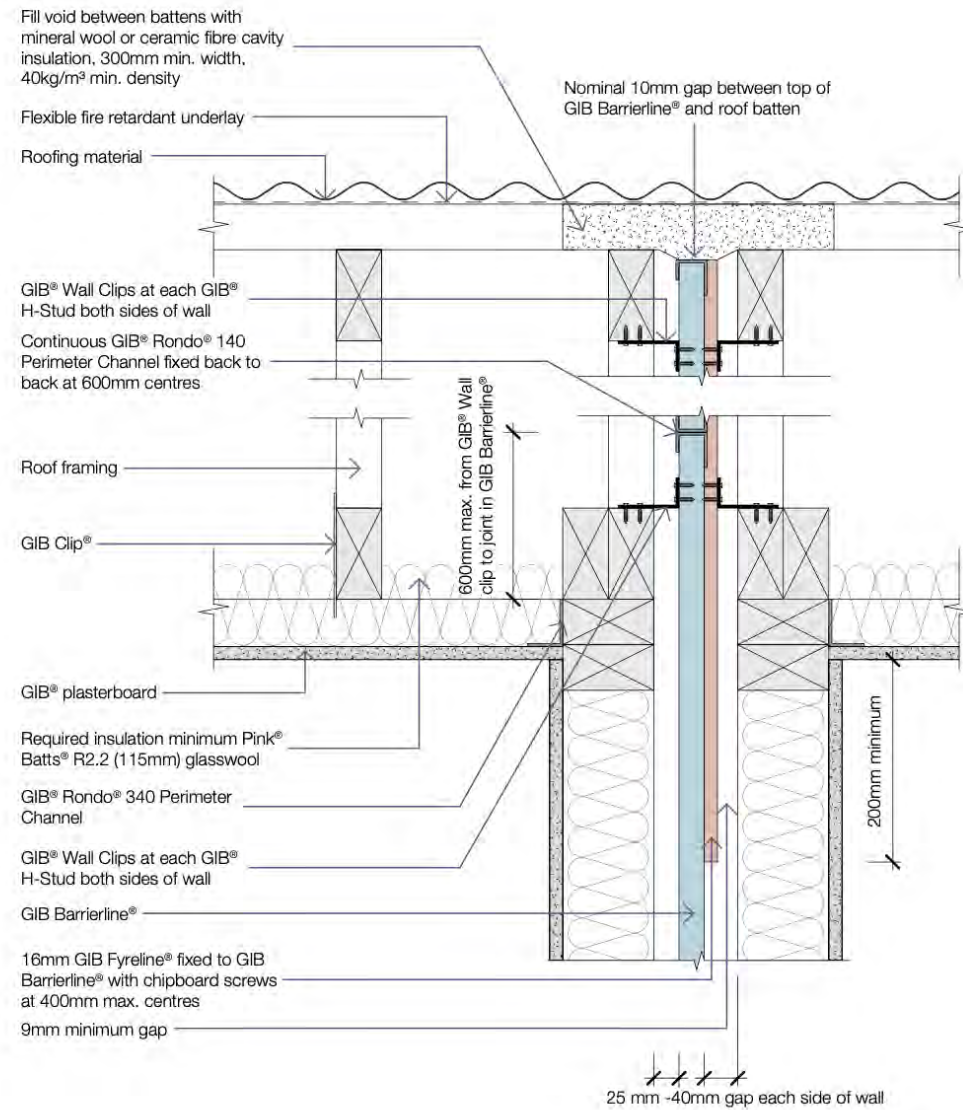 Fill void between battens with
mineral wool or ceramic fibre cavity
insulation, 300mm min. width,
40kg/m³ min. density
Nominal 10mm gap between top of
GIB Barrierline® and roof batten
Flexible fire retardant underlay
Roofing material
GIB® Wall Clips at each GIB®
H-Stud both sides of wall
Continuous GIB® Rondo® 140
Perimeter Channel fixed back to
back at 600mm centres
600mm max. from GIB® Wall
clip to joint in GIB Barrierline®
Roof framing
GIB Clip®
GIB® plasterboard
Required insulation minimum Pink®
Batts® R2.2 (115mm) glasswool
200mm minimum
GIB® Rondo® 340 Perimeter
Channel
GIB® Wall Clips at each GIB®
H-Stud both sides of wall
GIB Barrierline®
16mm GIB Fyreline® fixed to GIB
Barrierline® with chipboard screws
at 400mm max. centres
9mm minimum gap
25 mm -40mm gap each side of wall